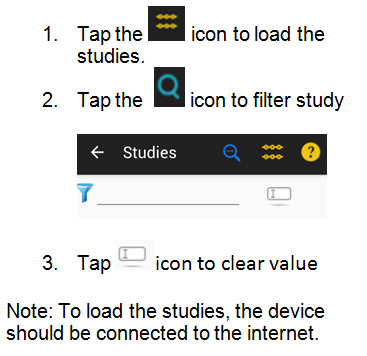 1. Tap the icon to load the
studies.
2. Tap the icon to filter study
Studies ?
3. Tap icon to clear value
Note: To load the studies, the device
should be connected to the internet.